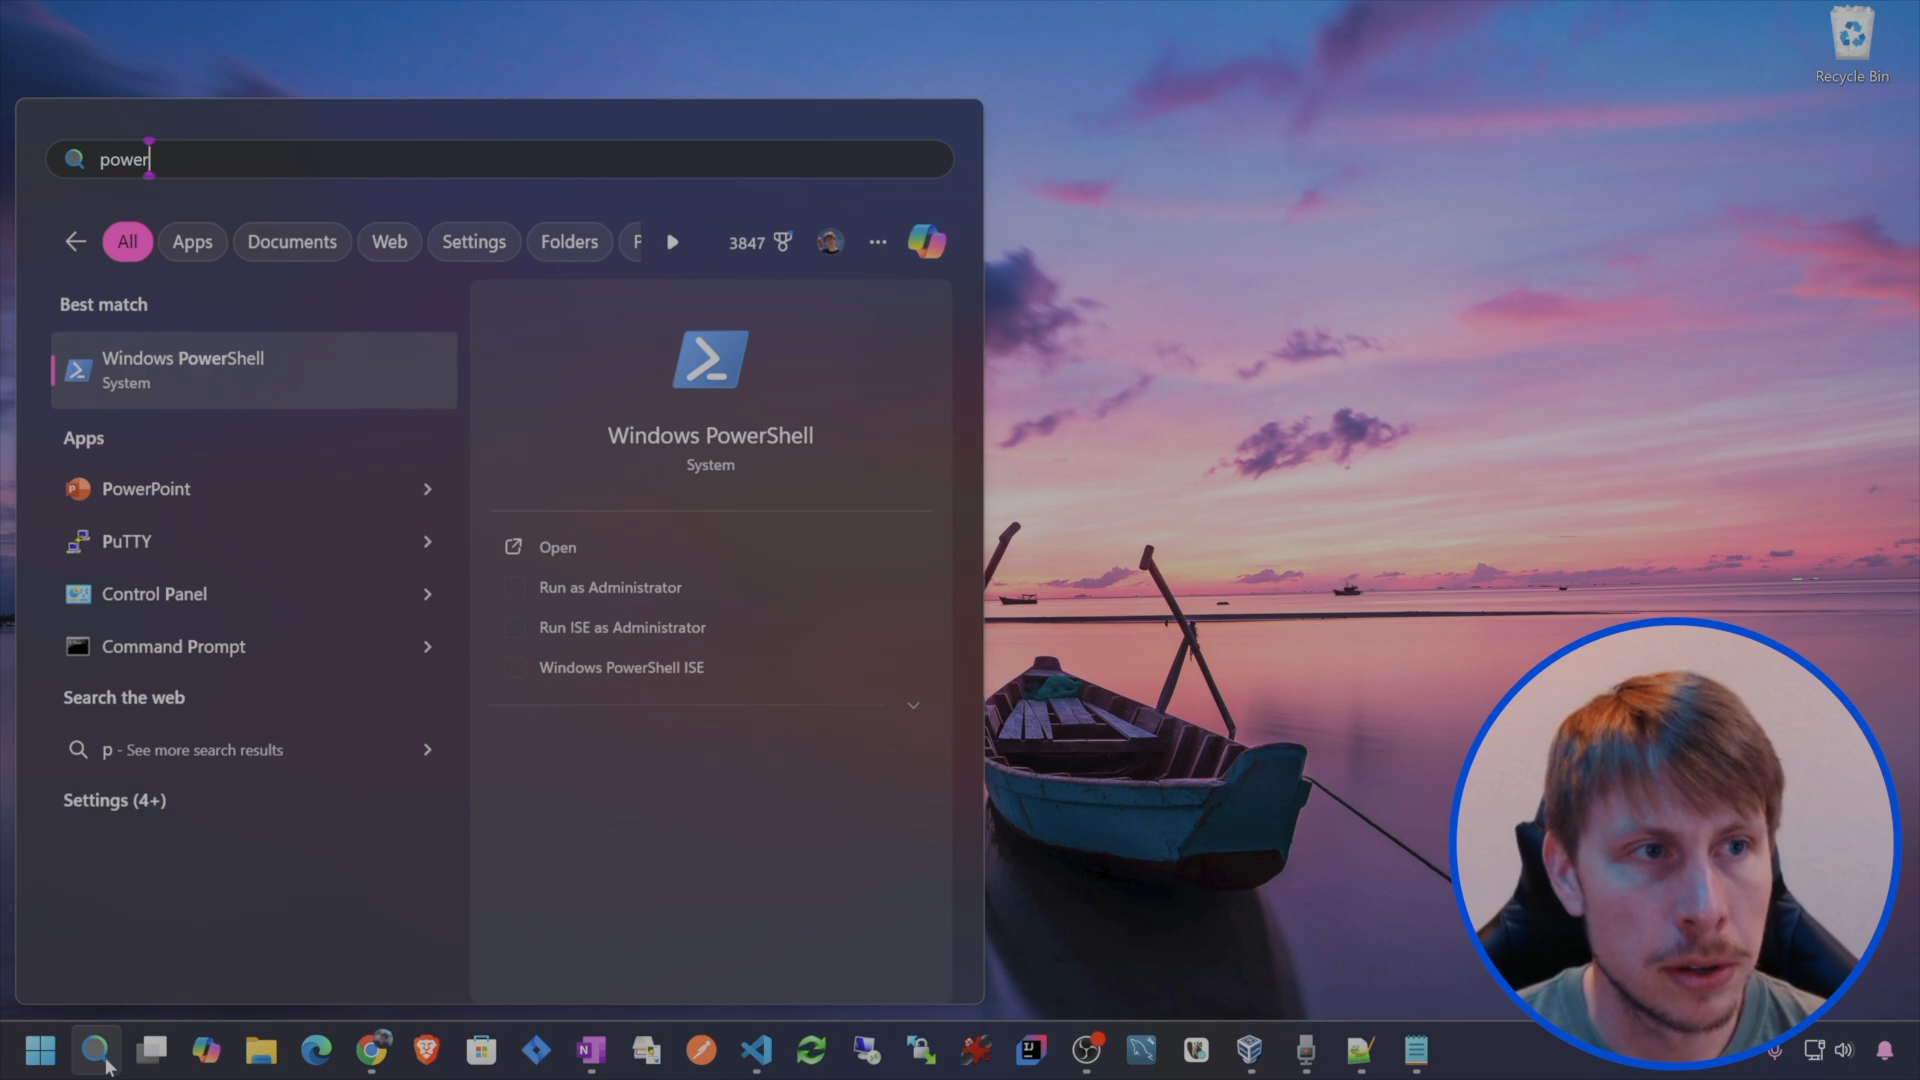 Recycle Bin
power
All Apps Documents Web Settings Folders P 3847
Best match
Windows PowerShell
System
Apps
PowerPoint
PuTTY
Control Panel
Command Prompt
Search the web
p - See more search results
Settings (4+)
Windows PowerShell
System
Open
Run as Administrator
Run ISE as Administrator
Windows PowerShell ISE